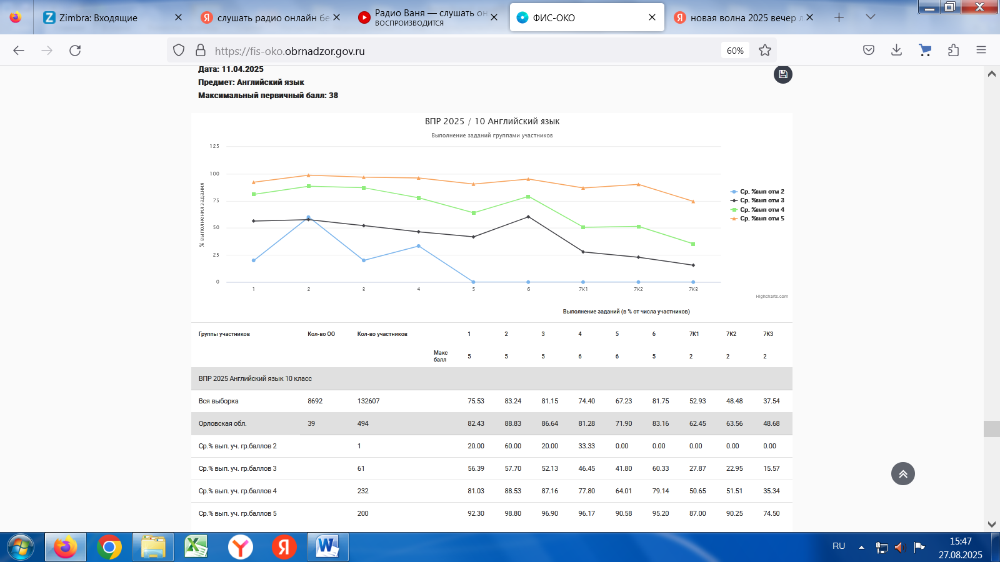 Zimbra: Входящие
слушать радио онлайн бе
Радио Ваня — слушать он
ВОСПРОИЗВОДИТСЯ
ФИС-ОКО
новая волна 2025 вечер л
https://fis-oko.obrnadzor.gov.ru
60%
Дата: 11.04.2025
Предмет: Английский язык
Максимальный первичный балл: 38
ВПР 2025 / 10 Английский язык
Выполнение заданий группами участников
% выполнения задания
125
100
75
50
25
0
1 2 3 4 5 6 7К1 7К2 7К3
Ср. %вып отм 2
Ср. %вып отм 3
Ср. %вып отм 4
Ср. %вып отм 5
Highcharts.com
Выполнение заданий (в % от числа участников)
Группы участников Кол-во ОО Кол-во участников 1 2 3 4 5 6 7К1 7К2 7К3
Макс балл 5 5 5 6 6 5 2 2 2
ВПР 2025 Английский язык 10 класс
Вся выборка 8692 132607 75.53 83.24 81.15 74.40 67.23 81.75 52.93 48.48 37.54
Орловская обл. 39 494 82.43 88.83 86.64 81.28 71.90 83.16 62.45 63.56 48.68
Ср.% вып. уч. гр.баллов 2 1 20.00 60.00 20.00 33.33 0.00 0.00 0.00 0.00 0.00
Ср.% вып. уч. гр.баллов 3 61 56.39 57.70 52.13 46.45 41.80 60.33 27.87 22.95 15.57
Ср.% вып. уч. гр.баллов 4 232 81.03 88.53 87.16 77.80 64.01 79.14 50.65 51.51 35.34
Ср.% вып. уч. гр.баллов 5 200 92.30 98.80 96.90 96.17 90.58 95.20 87.00 90.25 74.50
RU
15:47
27.08.2025